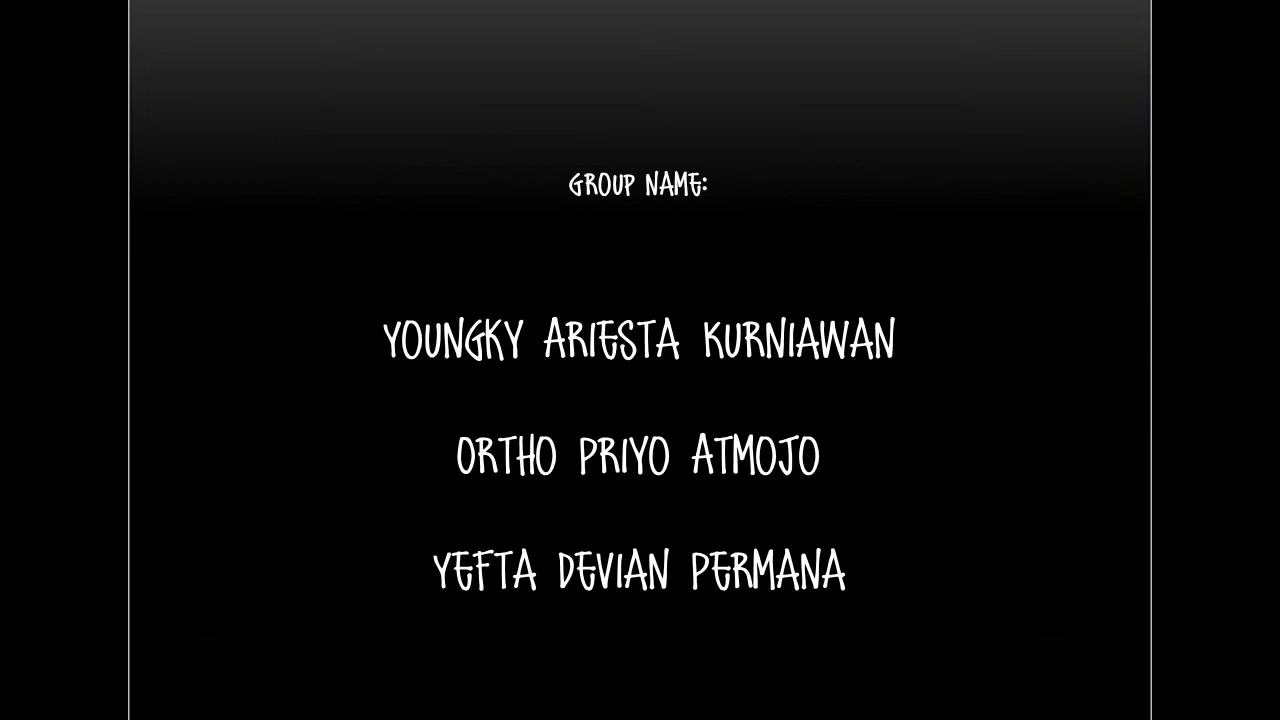 GROUP NAME:
YOUNGKY ARIESTA KURNIAWAN
ORTHO PRIYO ATMOJO
YEFTA DEVIAN PERMANA